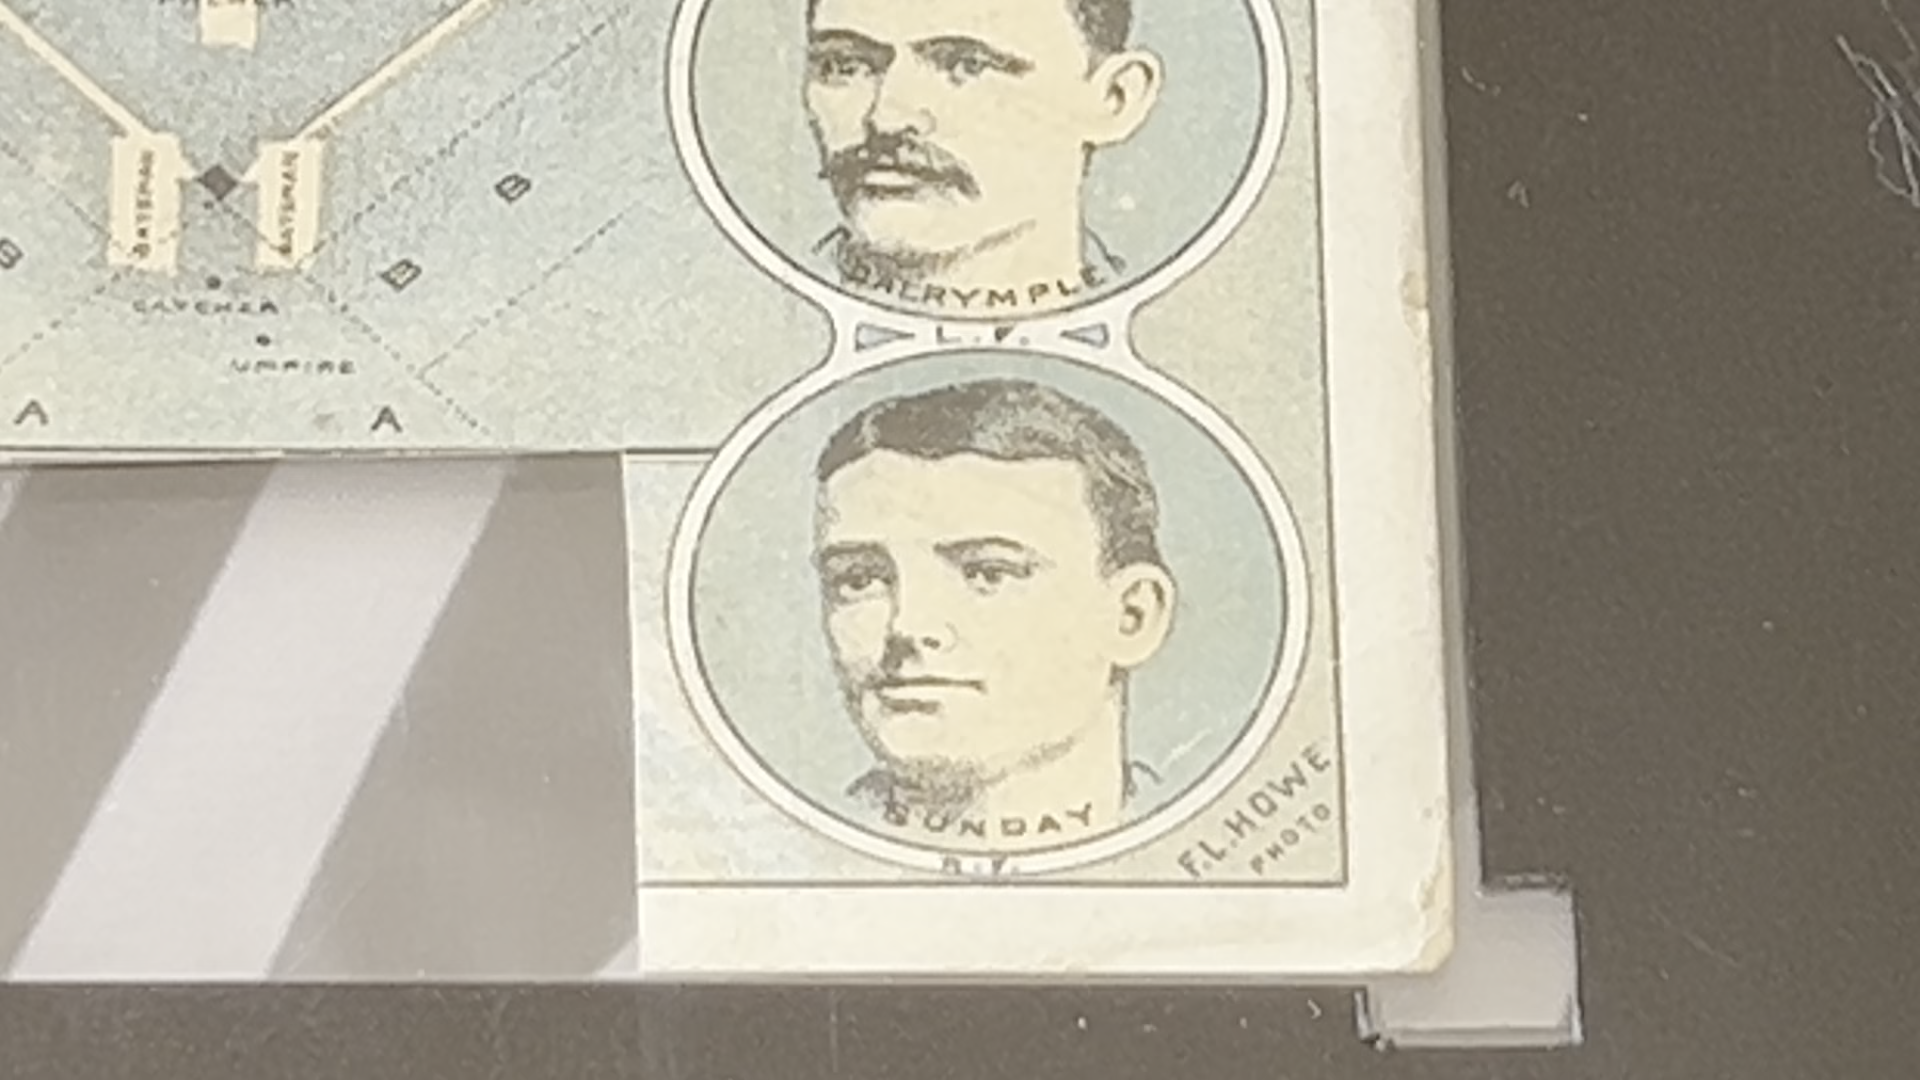 BATSMAN
BATSMAN
B
B
CATCHER
UMPIRE
A
A
DALRYMPLE
L.F.
SUNDAY
R.F.
F.L. HOWE
PHOTO